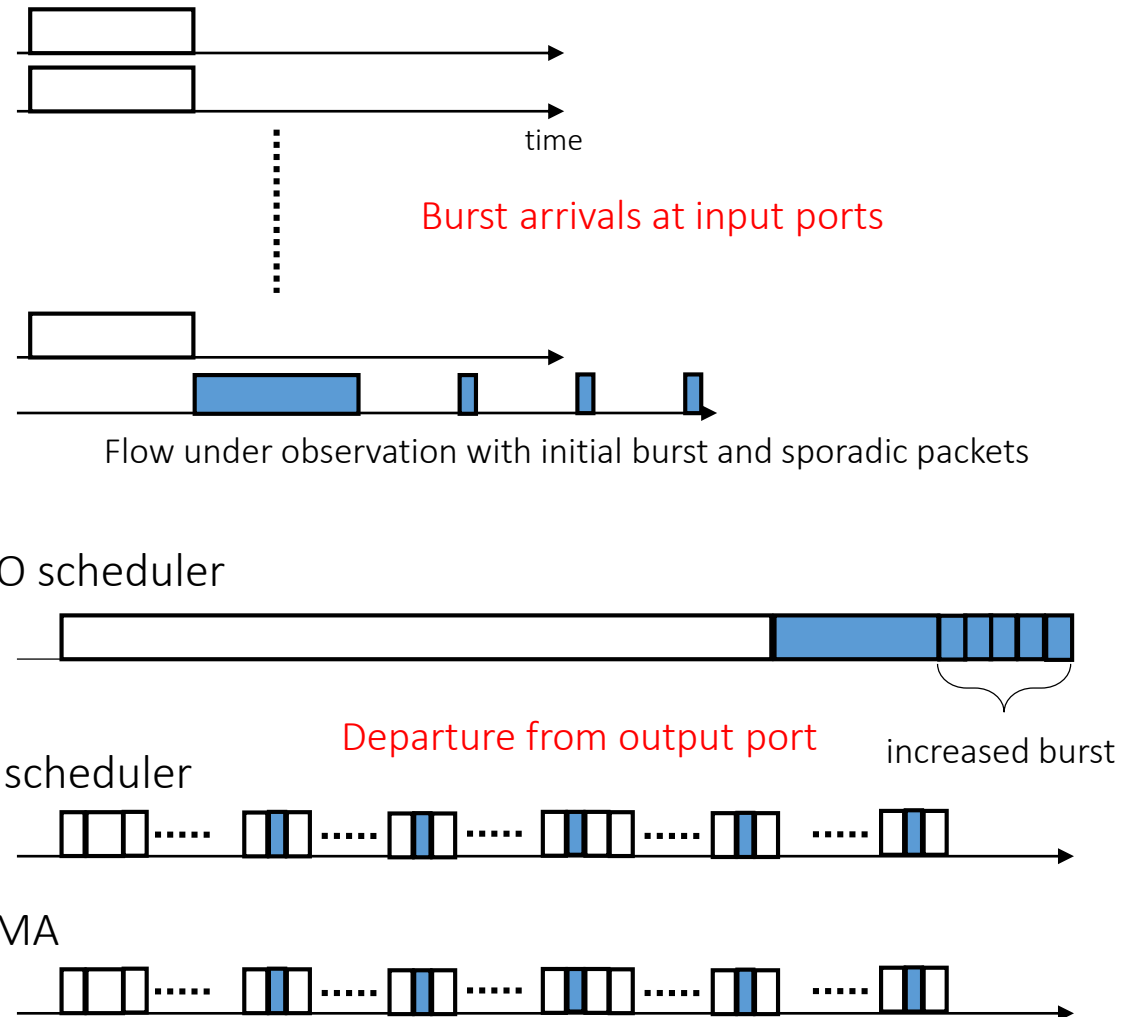 time
Burst arrivals at input ports
Flow under observation with initial burst and sporadic packets
O scheduler
Departure from output port
increased burst
scheduler
MA